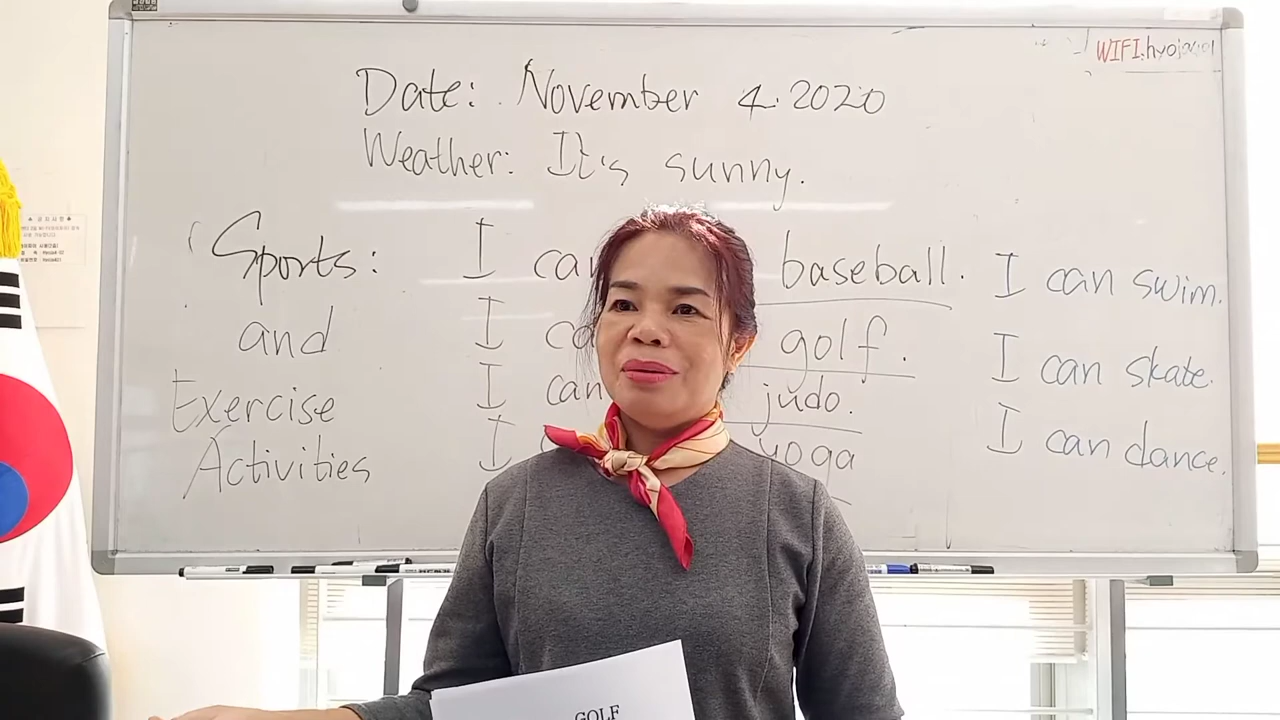 WIFI:
Date: November 4. 2020
Weather: It's sunny.
Sports: I can baseball. I can swim.
and I golf. I can skate.
Exercise I can judo. I can dance.
Activities I yoga
GOLF